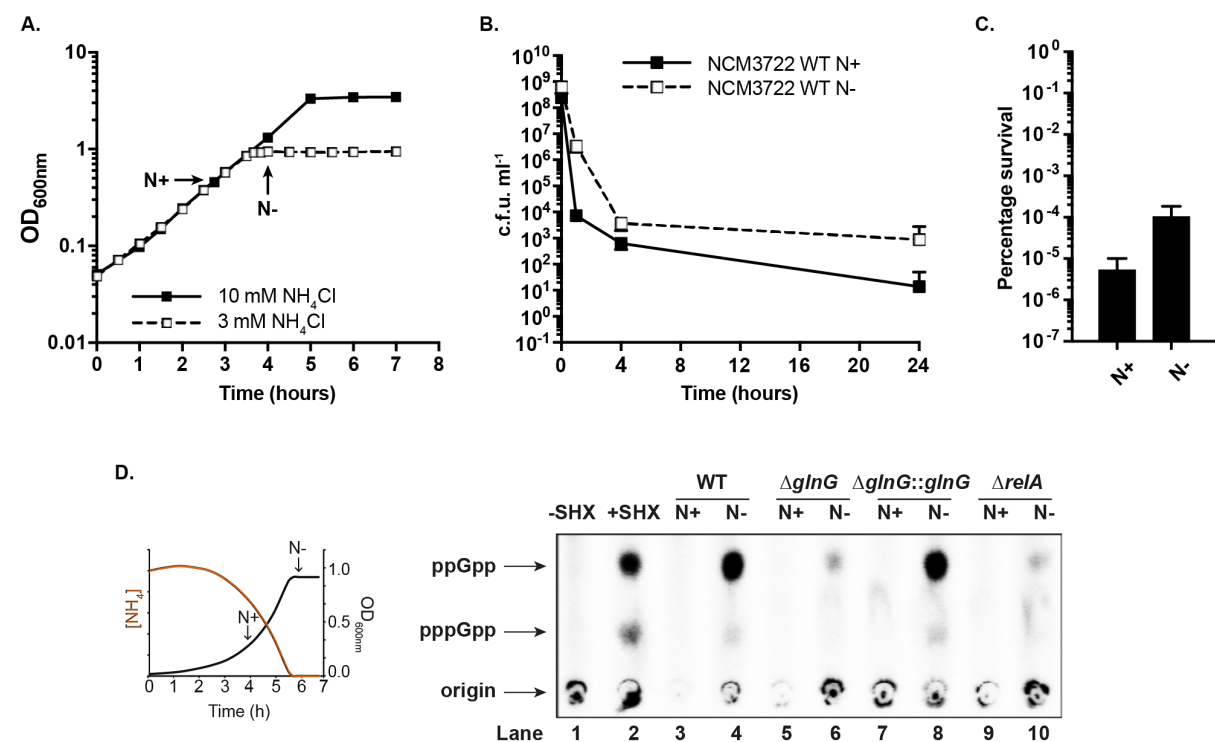 A.
OD600nm
10
1
0.1
0.01
N+
N-
10 mM NH4Cl
3 mM NH4Cl
0 1 2 3 4 5 6 7 8
Time (hours)
B.
c.f.u. ml-1
10^10
10^9
10^8
10^7
10^6
10^5
10^4
10^3
10^2
10^1
10^0
10^-1
NCM3722 WT N+
NCM3722 WT N-
0 4 8 12 16 20 24
Time (hours)
C.
Percentage survival
10^0
10^-1
10^-2
10^-3
10^-4
10^-5
10^-6
10^-7
N+ N-
D.
[NH4]
N-
N+
1.0
0.5
0.0
OD600nm
0 1 2 3 4 5 6 7
Time (h)
WT ΔglnG ΔglnG::glnG ΔrelA
-SHX +SHX N+ N- N+ N- N+ N- N+ N-
ppGpp
pppGpp
origin
Lane 1 2 3 4 5 6 7 8 9 10